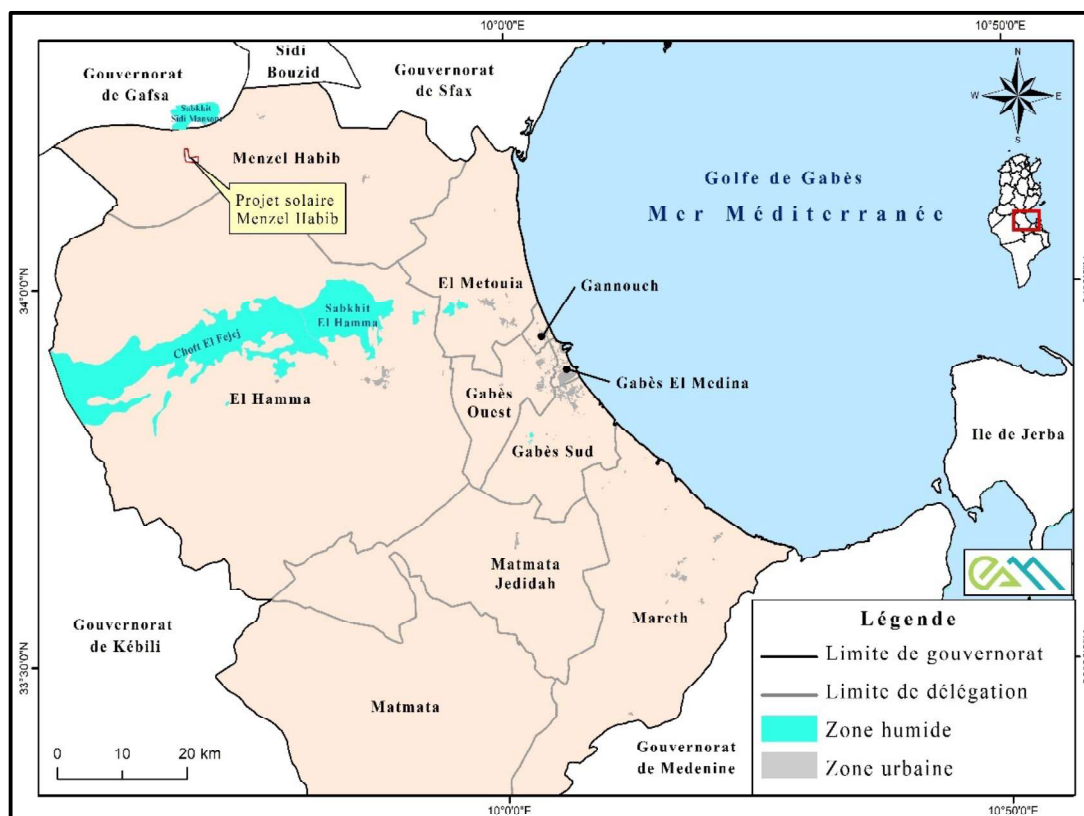 10°0'0"E
10°50'0"E
Gouvernorat
de Gafsa
Sidi
Bouzid
Gouvernorat
de Sfax
N
W
E
S
Sabkhit
Sidi Mansour
Menzel Habib
Projet solaire
Menzel Habib
Golfe de Gabès
Mer Méditerranée
34°0'0"N
El Metouia
Gannouch
Sabkhit
El Hamma
Chott El Fejej
El Hamma
Gabès El Medina
Gabès
Ouest
Gabès Sud
Ile de Jerba
Matmata
Jedidah
Mareth
Gouvernorat
de Kébili
33°30'0"N
Matmata
Gouvernorat
de Medenine
0
10
20 km
Légende
Limite de gouvernorat
Limite de délégation
Zone humide
Zone urbaine
10°0'0"E
10°50'0"E